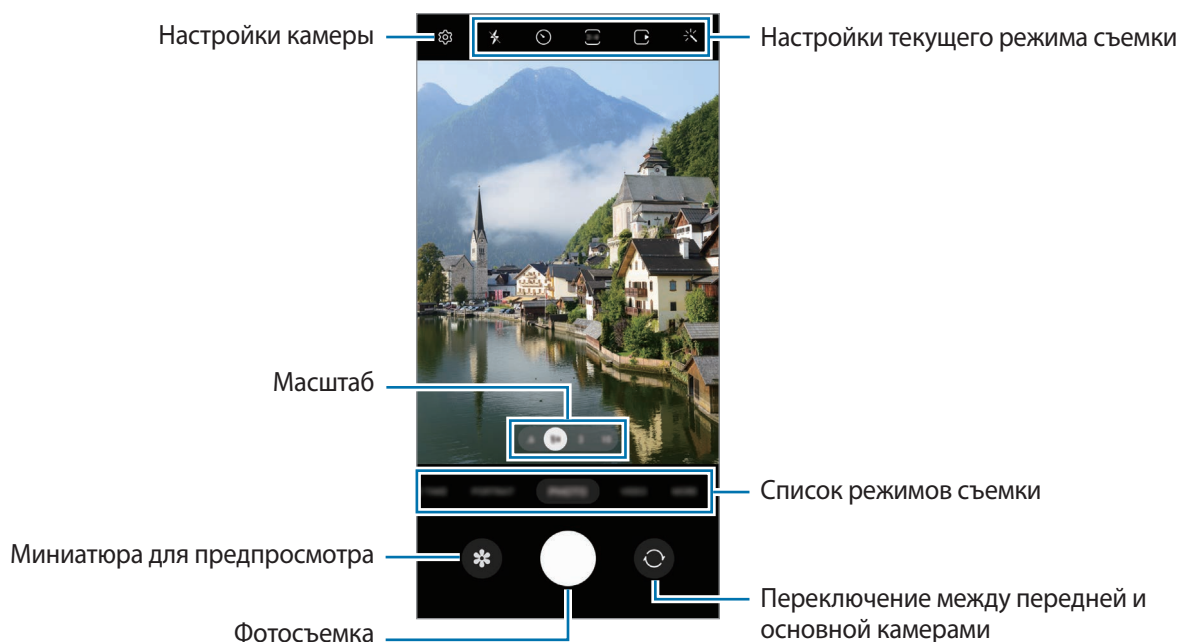 Настройки камеры
Настройки текущего режима съемки
Масштаб
Список режимов съемки
Миниатюра для предпросмотра
Переключение между передней и
основной камерами
Фотосъемка